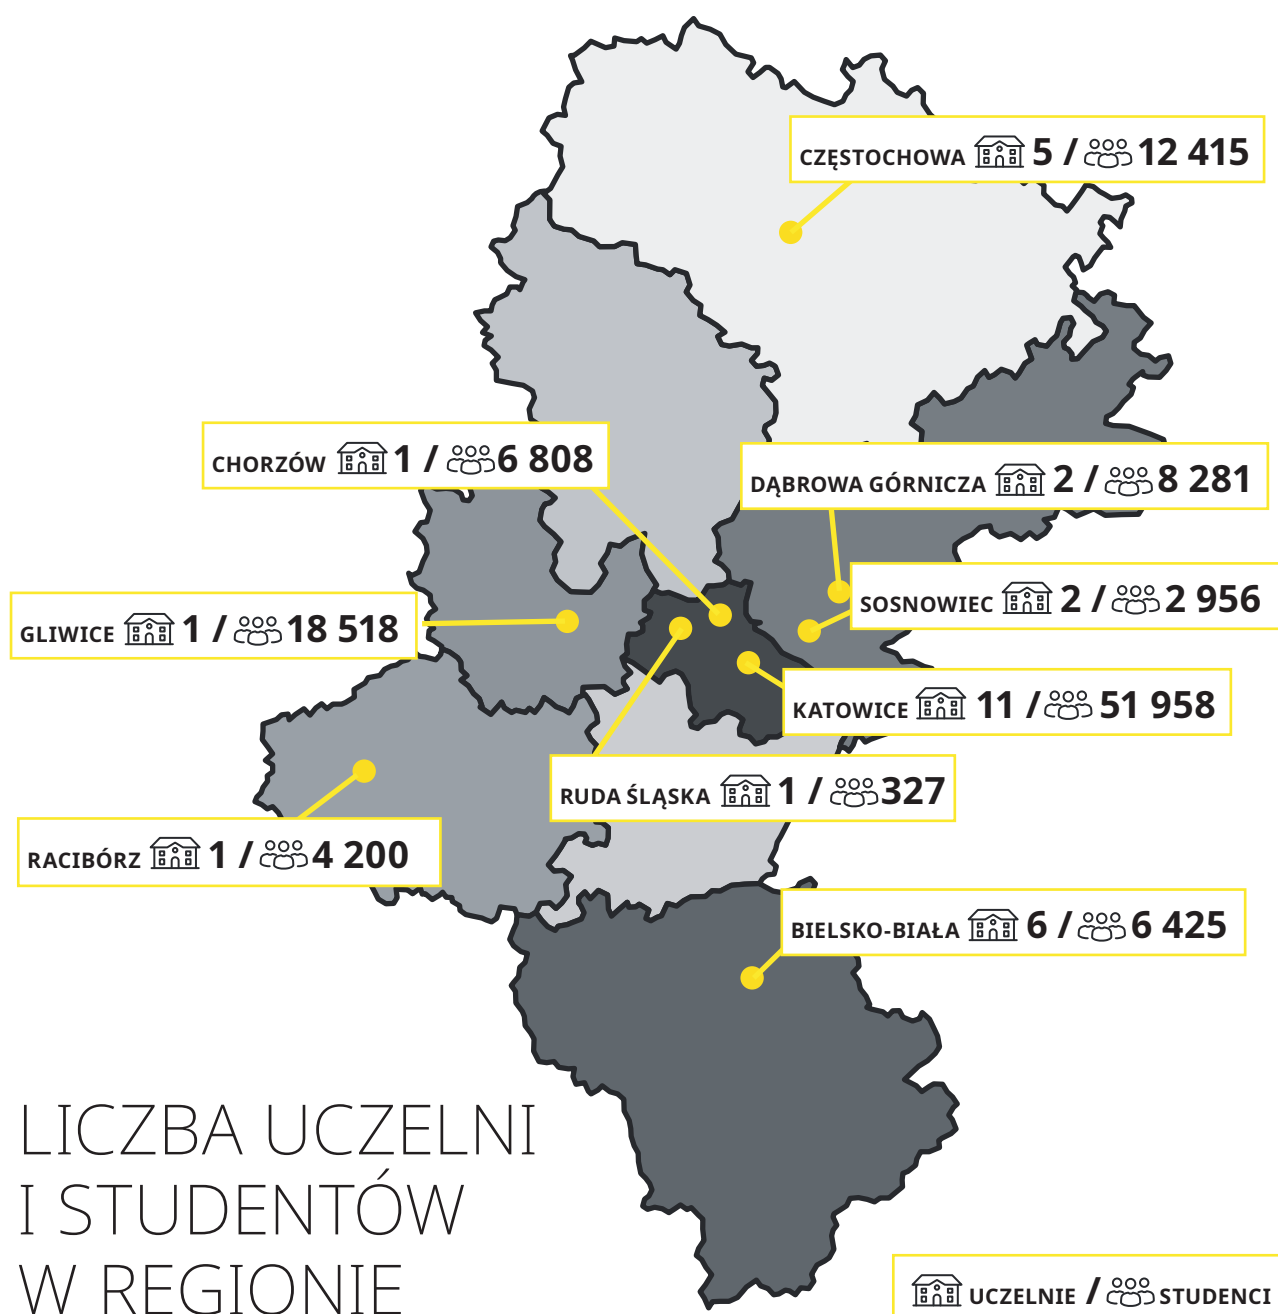 CZĘSTOCHOWA 5 / 12 415
CHORZÓW 1 / 6 808
DĄBROWA GÓRNICZA 2 / 8 281
SOSNOWIEC 2 / 2 956
GLIWICE 1 / 18 518
KATOWICE 11 / 51 958
RUDA ŚLĄSKA 1 / 327
RACIBÓRZ 1 / 4 200
BIELSKO-BIAŁA 6 / 6 425
LICZBA UCZELNI
I STUDENTÓW
W REGIONIE
UCZELNIE / STUDENCI